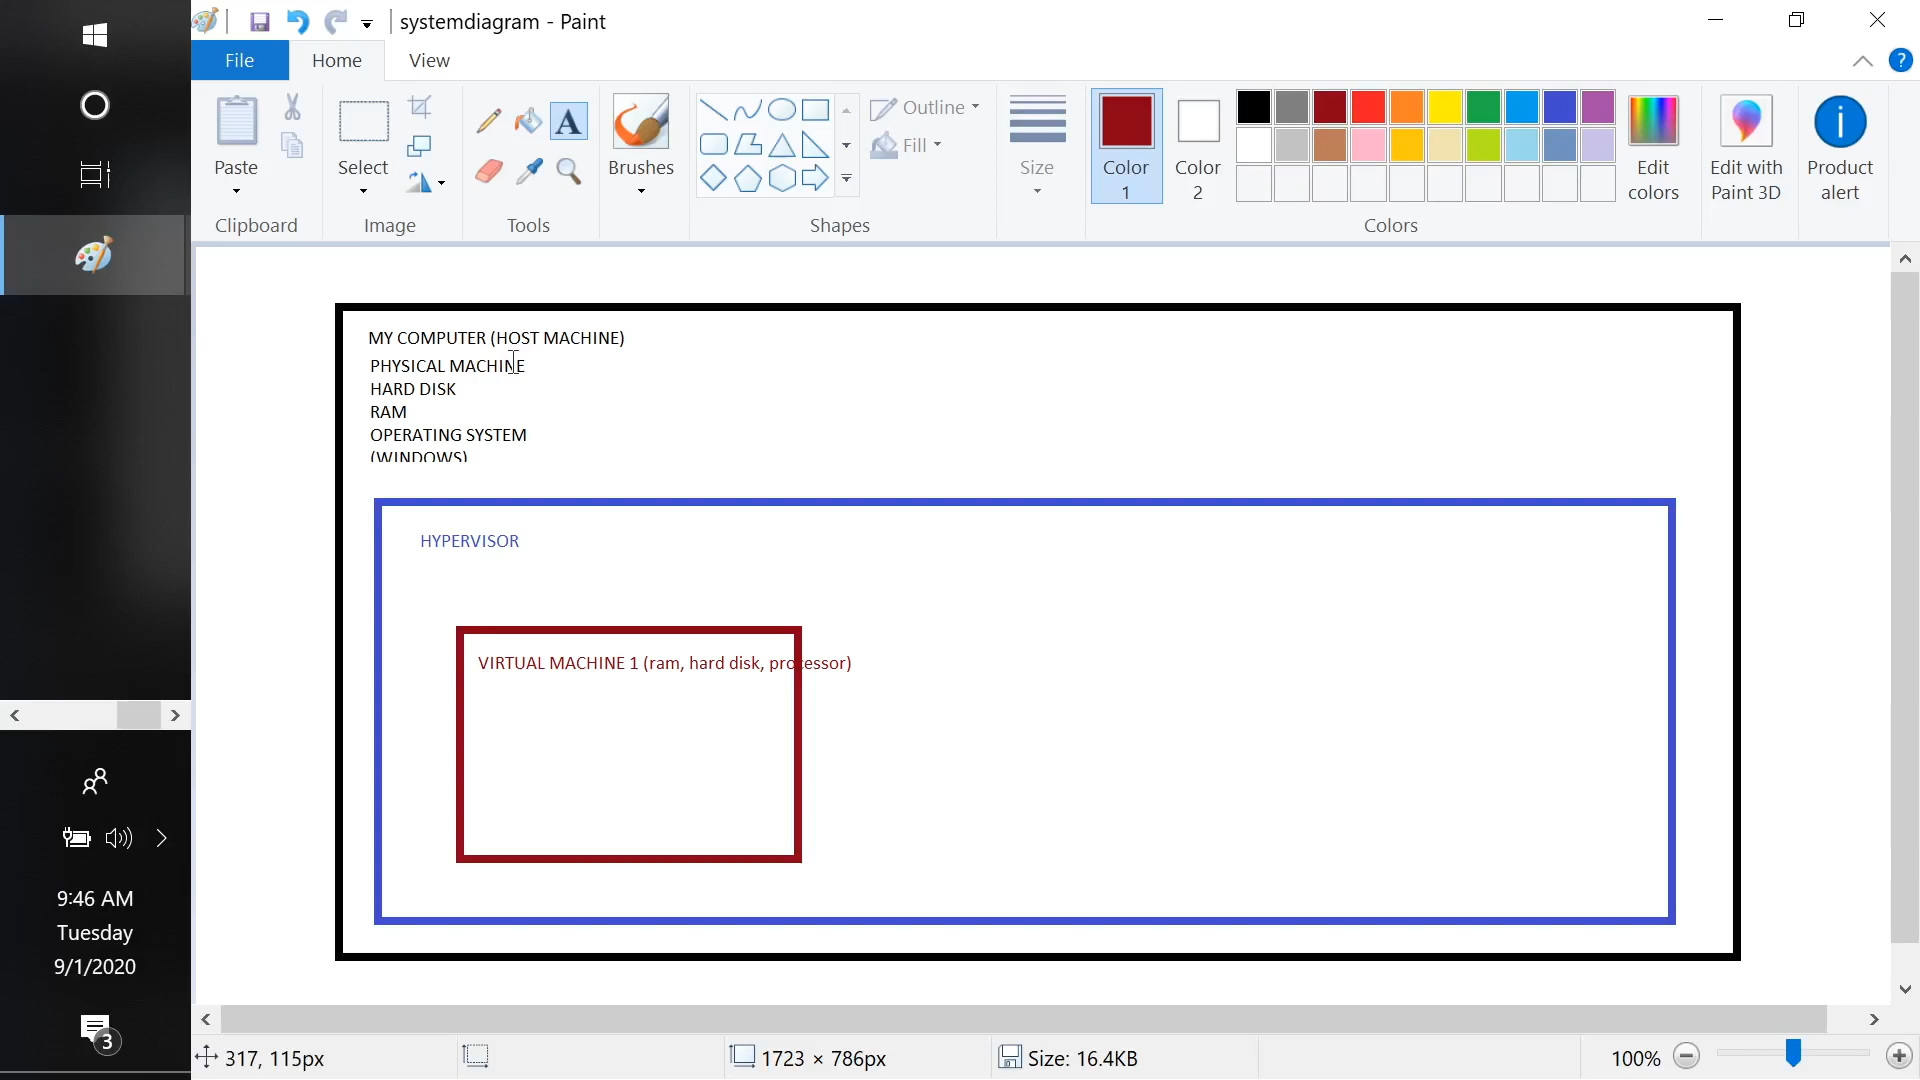 systemdiagram - Paint
File
Home
View
Paste
Select
A
Brushes
Outline
Fill
Size
Color
1
Color
2
Edit
colors
Edit with
Paint 3D
Product
alert
Clipboard
Image
Tools
Shapes
Colors
MY COMPUTER (HOST MACHINE)
PHYSICAL MACHINE
HARD DISK
RAM
OPERATING SYSTEM
(WINDOWS)
HYPERVISOR
VIRTUAL MACHINE 1 (ram, hard disk, processor)
9:46 AM
Tuesday
9/1/2020
3
317, 115px
1723 × 786px
Size: 16.4KB
100%